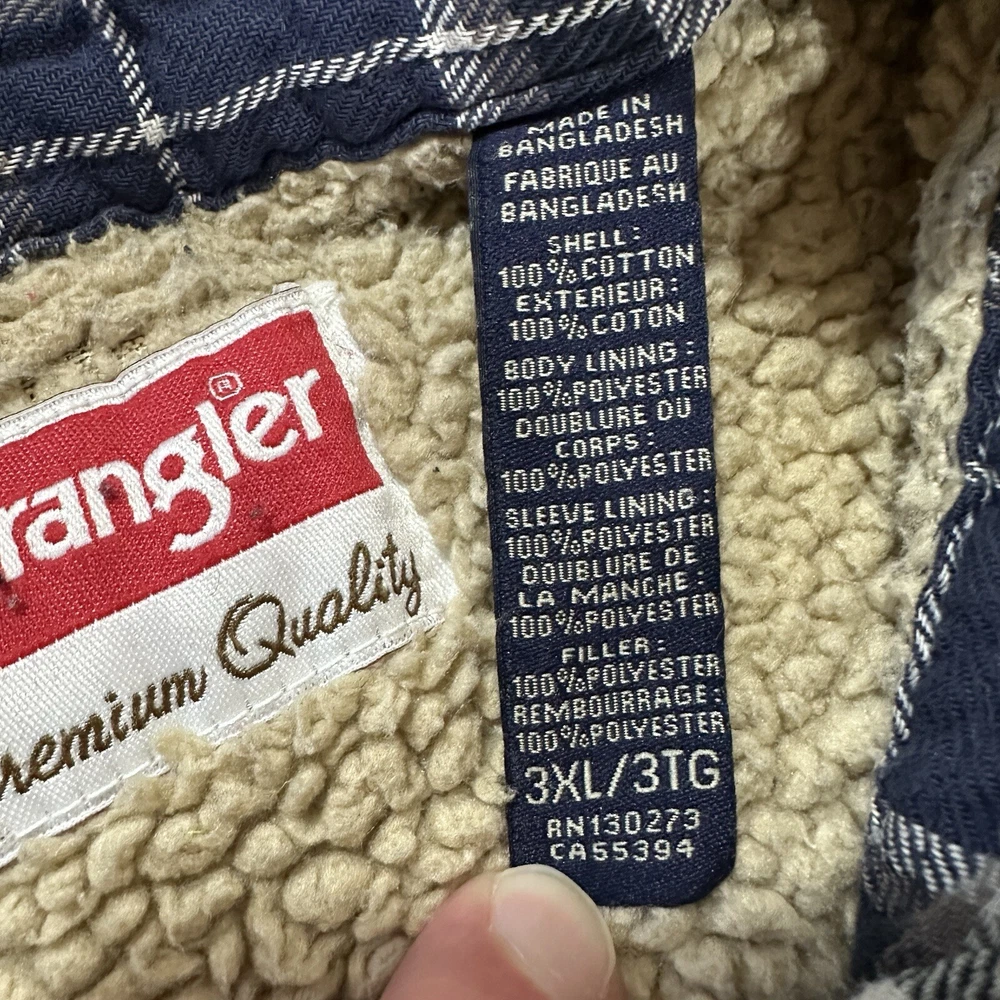 rangler ®
remium Quality
MADE IN
BANGLADESH
FABRIQUE AU
BANGLADESH
SHELL:
100%COTTON
EXTERIEUR:
100%COTON
BODY LINING:
100%POLYESTER
DOUBLURE DU
CORPS:
100%POLYESTER
SLEEVE LINING:
100%POLYESTER
DOUBLURE DE
LA MANCHE:
100%POLYESTER
FILLER:
100%POLYESTER
REMBOURRAGE:
100%POLYESTER
3XL/3TG
RN130273
CA55394